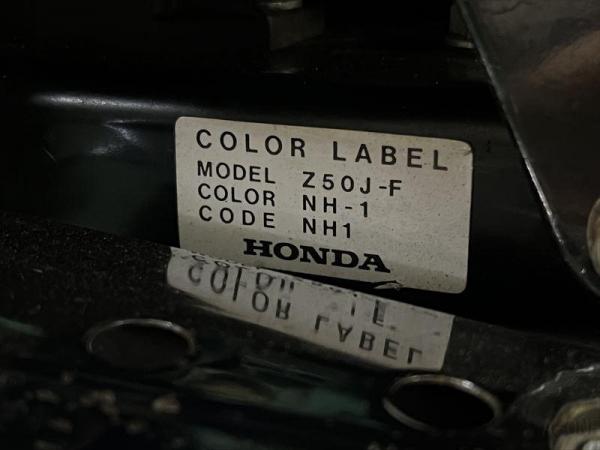 COLOR LABEL
MODEL Z50J-F
COLOR NH-1
CODE NH1
HONDA